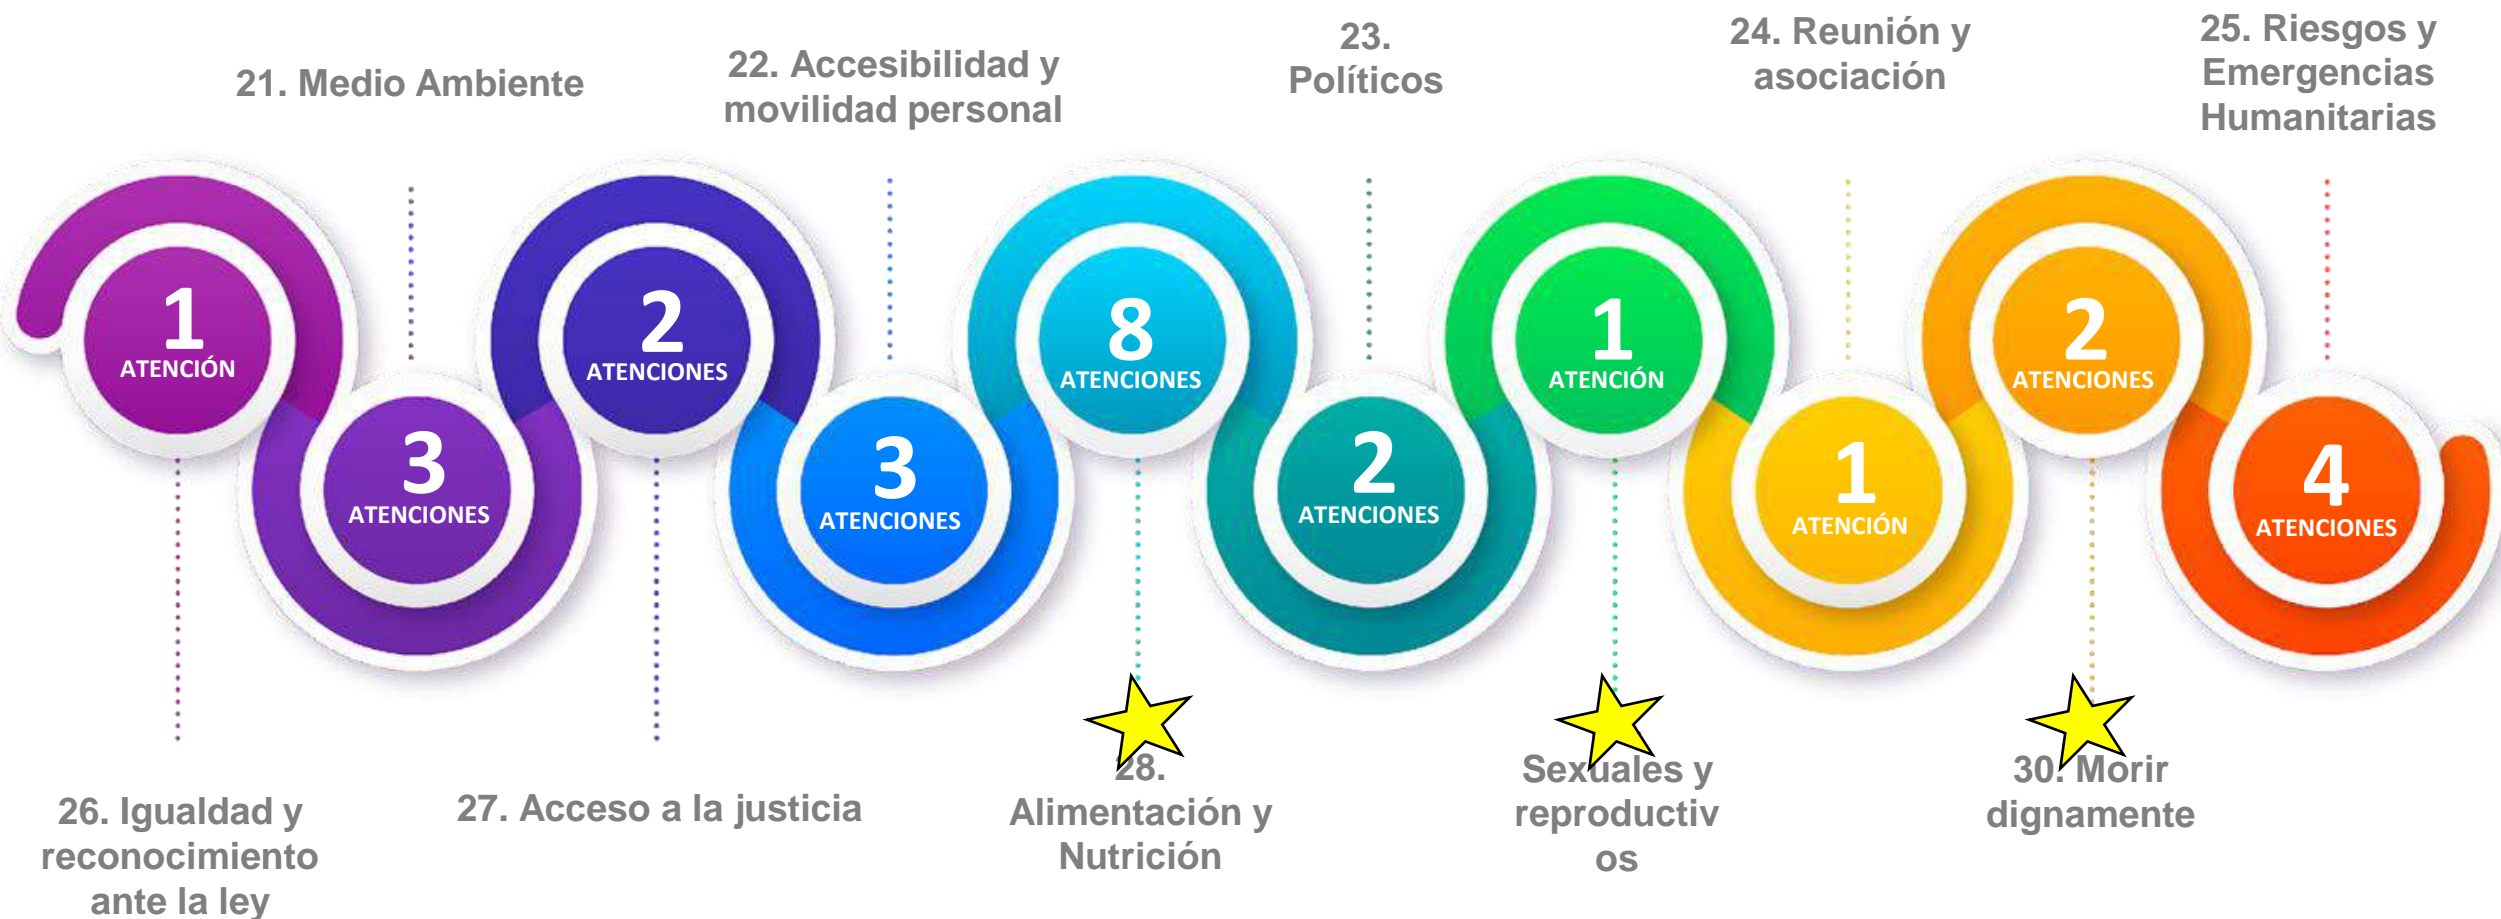 21. Medio Ambiente
22. Accesibilidad y
movilidad personal
23.
Políticos
24. Reunión y
asociación
25. Riesgos y
Emergencias
Humanitarias
1
ATENCIÓN
3
ATENCIONES
2
ATENCIONES
3
ATENCIONES
8
ATENCIONES
2
ATENCIONES
1
ATENCIÓN
1
ATENCIÓN
2
ATENCIONES
4
ATENCIONES
26. Igualdad y
reconocimiento
ante la ley
27. Acceso a la justicia
28.
Alimentación y
Nutrición
Sexuales y
reproductiv
os
30. Morir
dignamente